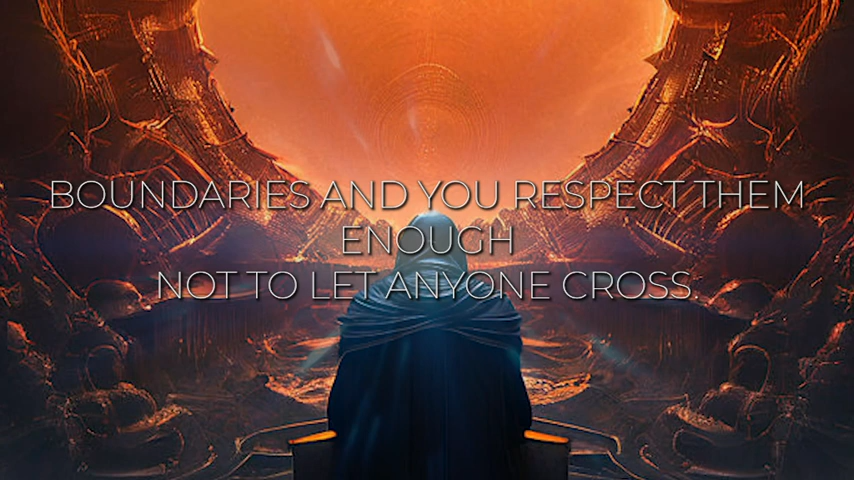 BOUNDARIES AND YOU RESPECT THEM
ENOUGH
NOT TO LET ANYONE CROSS.